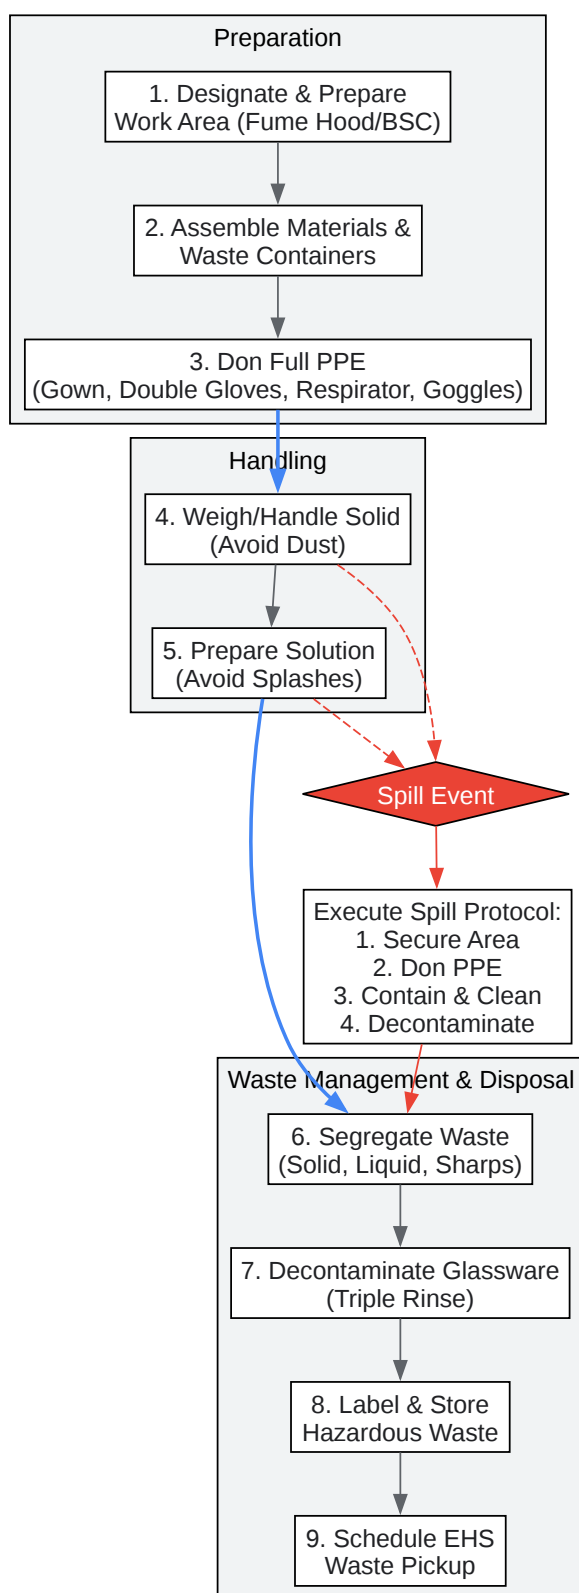 Preparation
1. Designate & Prepare
Work Area (Fume Hood/BSC)
2. Assemble Materials &
Waste Containers
3. Don Full PPE
(Gown, Double Gloves, Respirator, Goggles)
Handling
4. Weigh/Handle Solid
(Avoid Dust)
5. Prepare Solution
(Avoid Splashes)
Spill Event
Execute Spill Protocol:
1. Secure Area
2. Don PPE
3. Contain & Clean
4. Decontaminate
Waste Management & Disposal
6. Segregate Waste
(Solid, Liquid, Sharps)
7. Decontaminate Glassware
(Triple Rinse)
8. Label & Store
Hazardous Waste
9. Schedule EHS
Waste Pickup